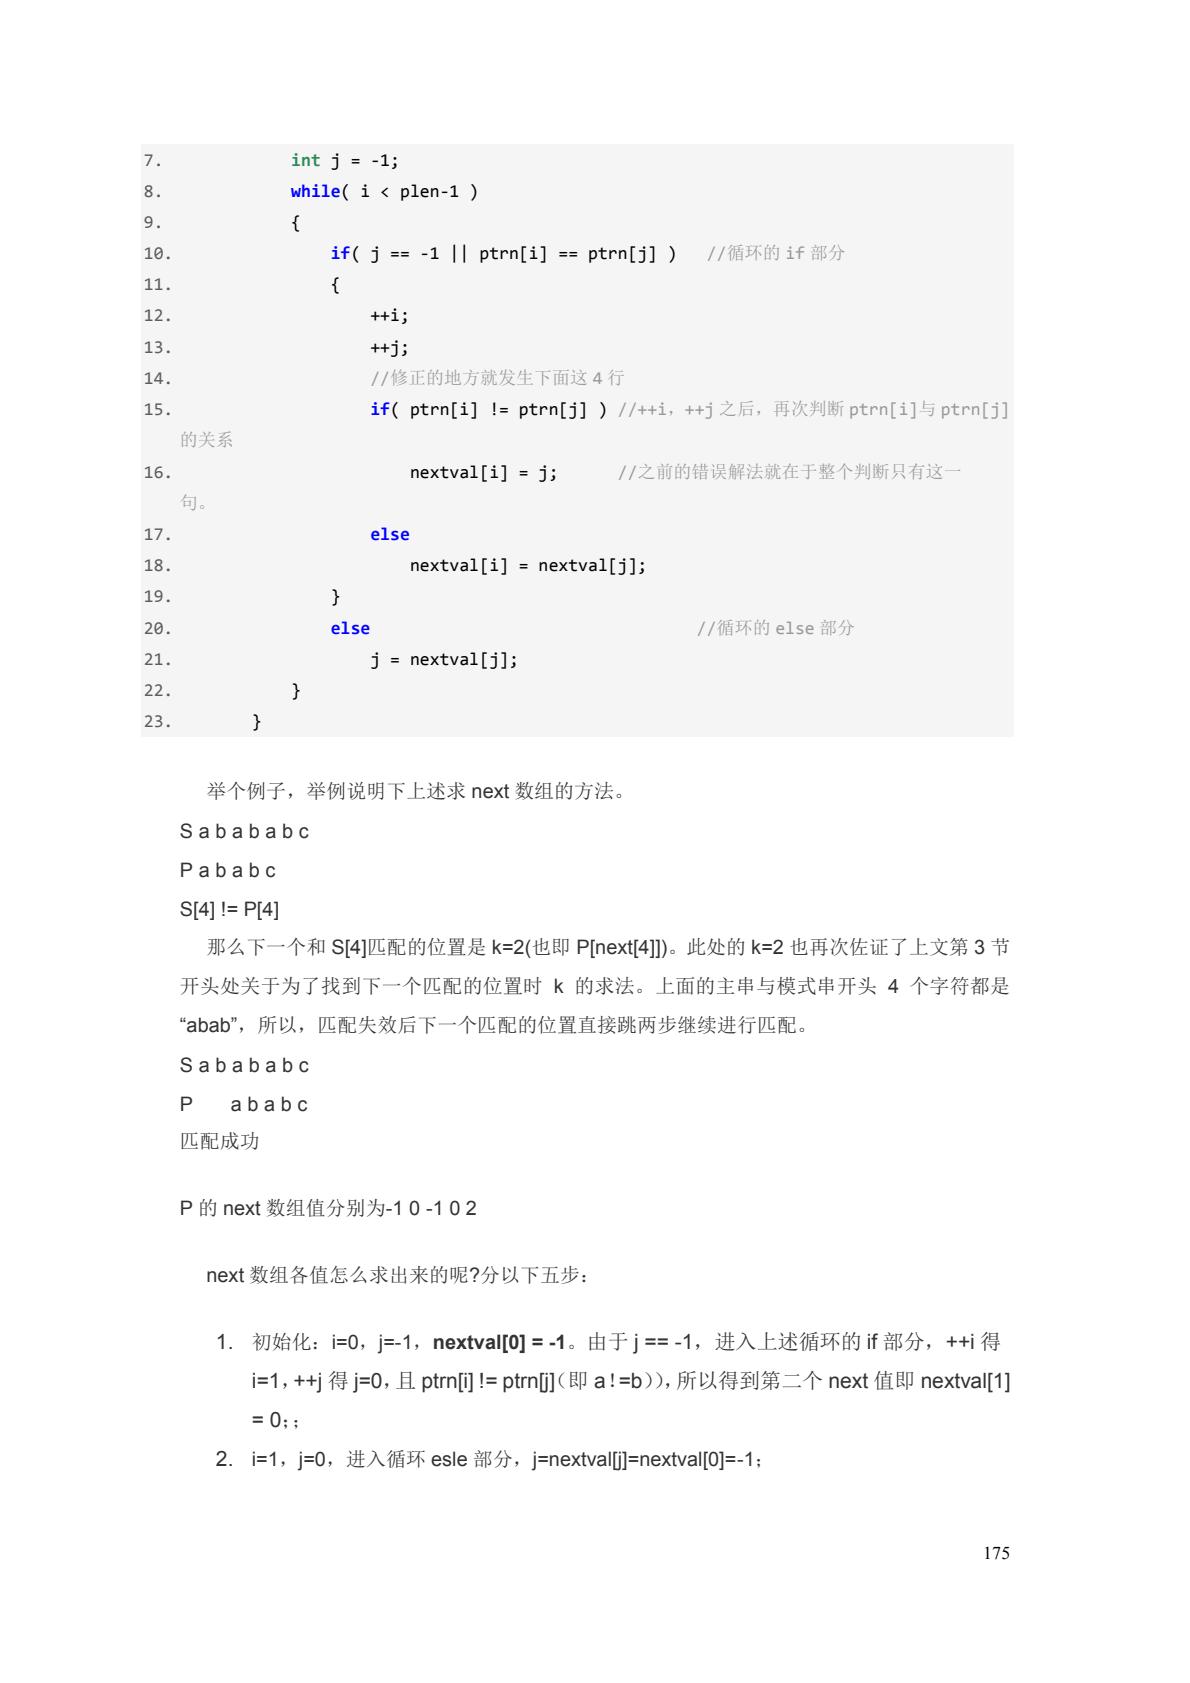 7. int j = -1;
8. while( i < plen-1 )
9. {
10. if( j == -1 || ptrn[i] == ptrn[j] ) //循环的 if 部分
11. {
12. ++i;
13. ++j;
14. //修正的地方就发生下面这 4 行
15. if( ptrn[i] != ptrn[j] ) //++i，++j 之后，再次判断 ptrn[i]与 ptrn[j]
的关系
16. nextval[i] = j; //之前的错误解法就在于整个判断只有这一
句。
17. else
18. nextval[i] = nextval[j];
19. }
20. else //循环的 else 部分
21. j = nextval[j];
22. }
23. }
举个例子，举例说明下上述求 next 数组的方法。
S a b a b a b c
P a b a b c
S[4] != P[4]
那么下一个和 S[4]匹配的位置是 k=2(也即 P[next[4]])。此处的 k=2 也再次佐证了上文第 3 节
开头处关于为了找到下一个匹配的位置时 k 的求法。上面的主串与模式串开头 4 个字符都是
“abab”，所以，匹配失效后下一个匹配的位置直接跳两步继续进行匹配。
S a b a b a b c
P a b a b c
匹配成功
P 的 next 数组值分别为-1 0 -1 0 2
next 数组各值怎么求出来的呢?分以下五步：
1. 初始化：i=0，j=-1，nextval[0] = -1。由于 j == -1，进入上述循环的 if 部分，++i 得
i=1，++j 得 j=0，且 ptrn[i] != ptrn[j]（即 a！=b）），所以得到第二个 next 值即 nextval[1]
= 0；；
2. i=1，j=0，进入循环 esle 部分，j=nextval[j]=nextval[0]=-1；
175